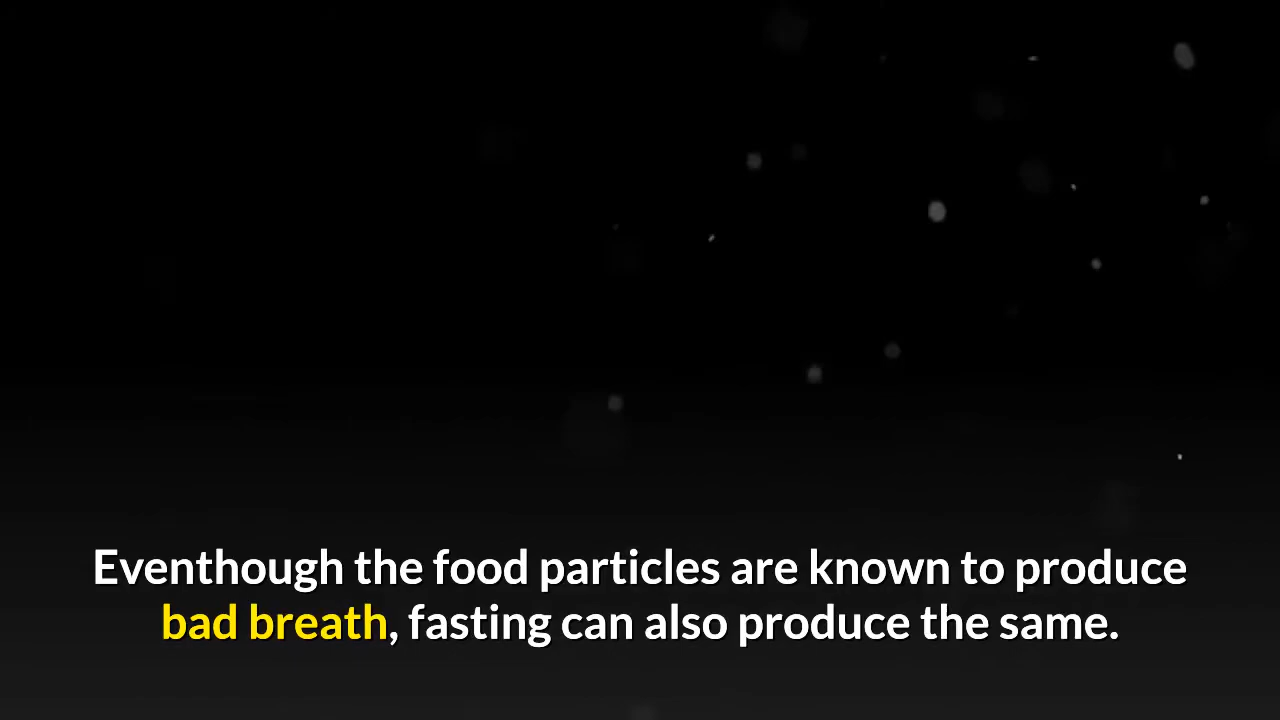 Eventhough the food particles are known to produce
bad breath, fasting can also produce the same.